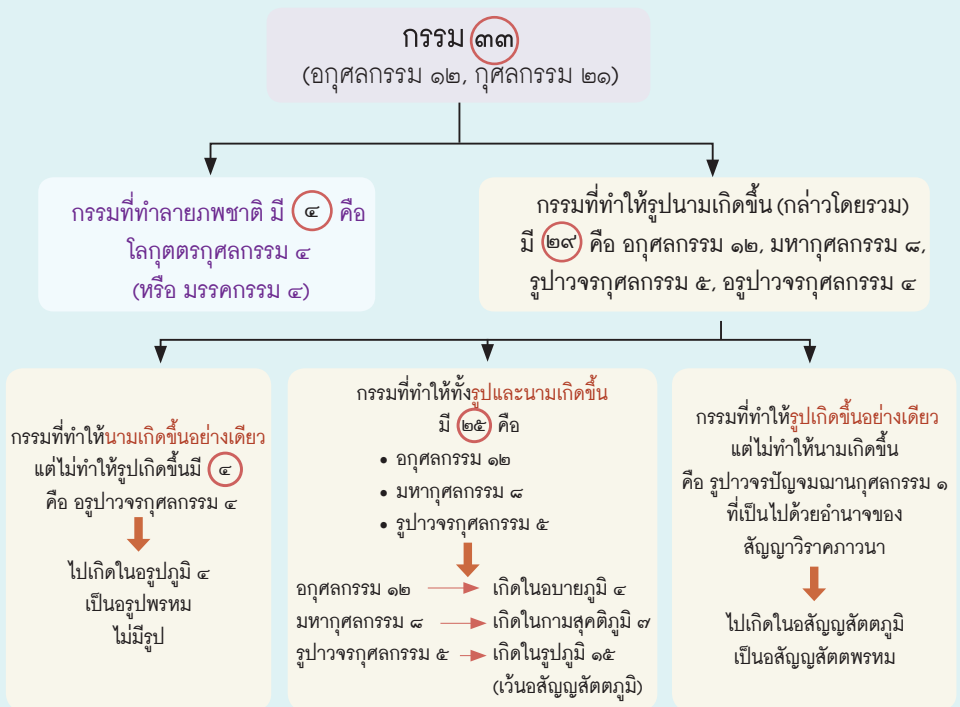 กรรม ๓๓
(อกุศลกรรม ๑๒, กุศลกรรม ๒๑)
กรรมที่ทำลายภพชาติ มี ๔ คือ
โลกุตตรกุศลกรรม ๔
(หรือ มรรคกรรม ๔)
กรรมที่ทำให้รูปนามเกิดขึ้น (กล่าวโดยรวม)
มี ๒๙ คือ อกุศลกรรม ๑๒, มหากุศลกรรม ๘,
รูปาวจรกุศลกรรม ๕, อรูปาวจรกุศลกรรม ๔
กรรมที่ทำให้นามเกิดขึ้นอย่างเดียว
แต่ไม่ทำให้รูปเกิดขึ้นมี ๔
คือ อรูปาวจรกุศลกรรม ๔
ไปเกิดในอรูปภูมิ ๔
เป็นอรูปพรหม
ไม่มีรูป
กรรมที่ทำให้ทั้งรูปและนามเกิดขึ้น
มี ๒๕ คือ
• อกุศลกรรม ๑๒
• มหากุศลกรรม ๘
• รูปาวจรกุศลกรรม ๕
อกุศลกรรม ๑๒ เกิดในอบายภูมิ ๔
มหากุศลกรรม ๘ เกิดในกามสุคติภูมิ ๗
รูปาวจรกุศลกรรม ๕ เกิดในรูปภูมิ ๑๕
(เว้นอสัญญสัตตภูมิ)
กรรมที่ทำให้รูปเกิดขึ้นอย่างเดียว
แต่ไม่ทำให้นามเกิดขึ้น
คือ รูปาวจรปัญจมฌานกุศลกรรม ๑
ที่เป็นไปด้วยอำนาจของ
สัญญาวิราคภาวนา
ไปเกิดในอสัญญสัตตภูมิ
เป็นอสัญญสัตตพรหม